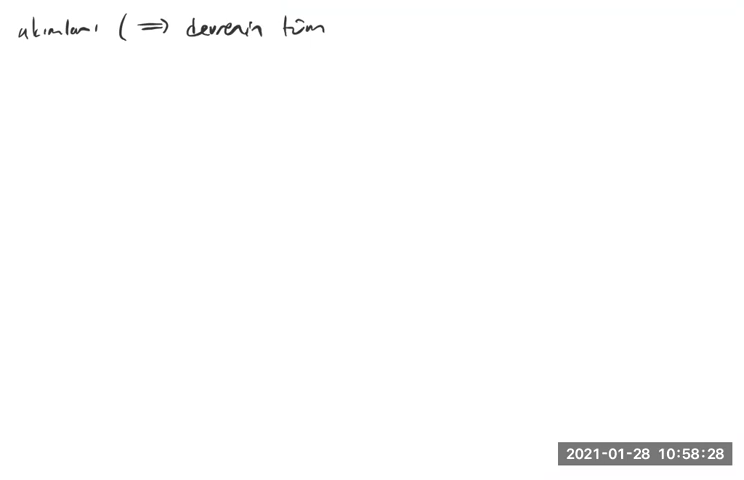 akımları ( ⇒ devrenin tüm
2021-01-28 10:58:28